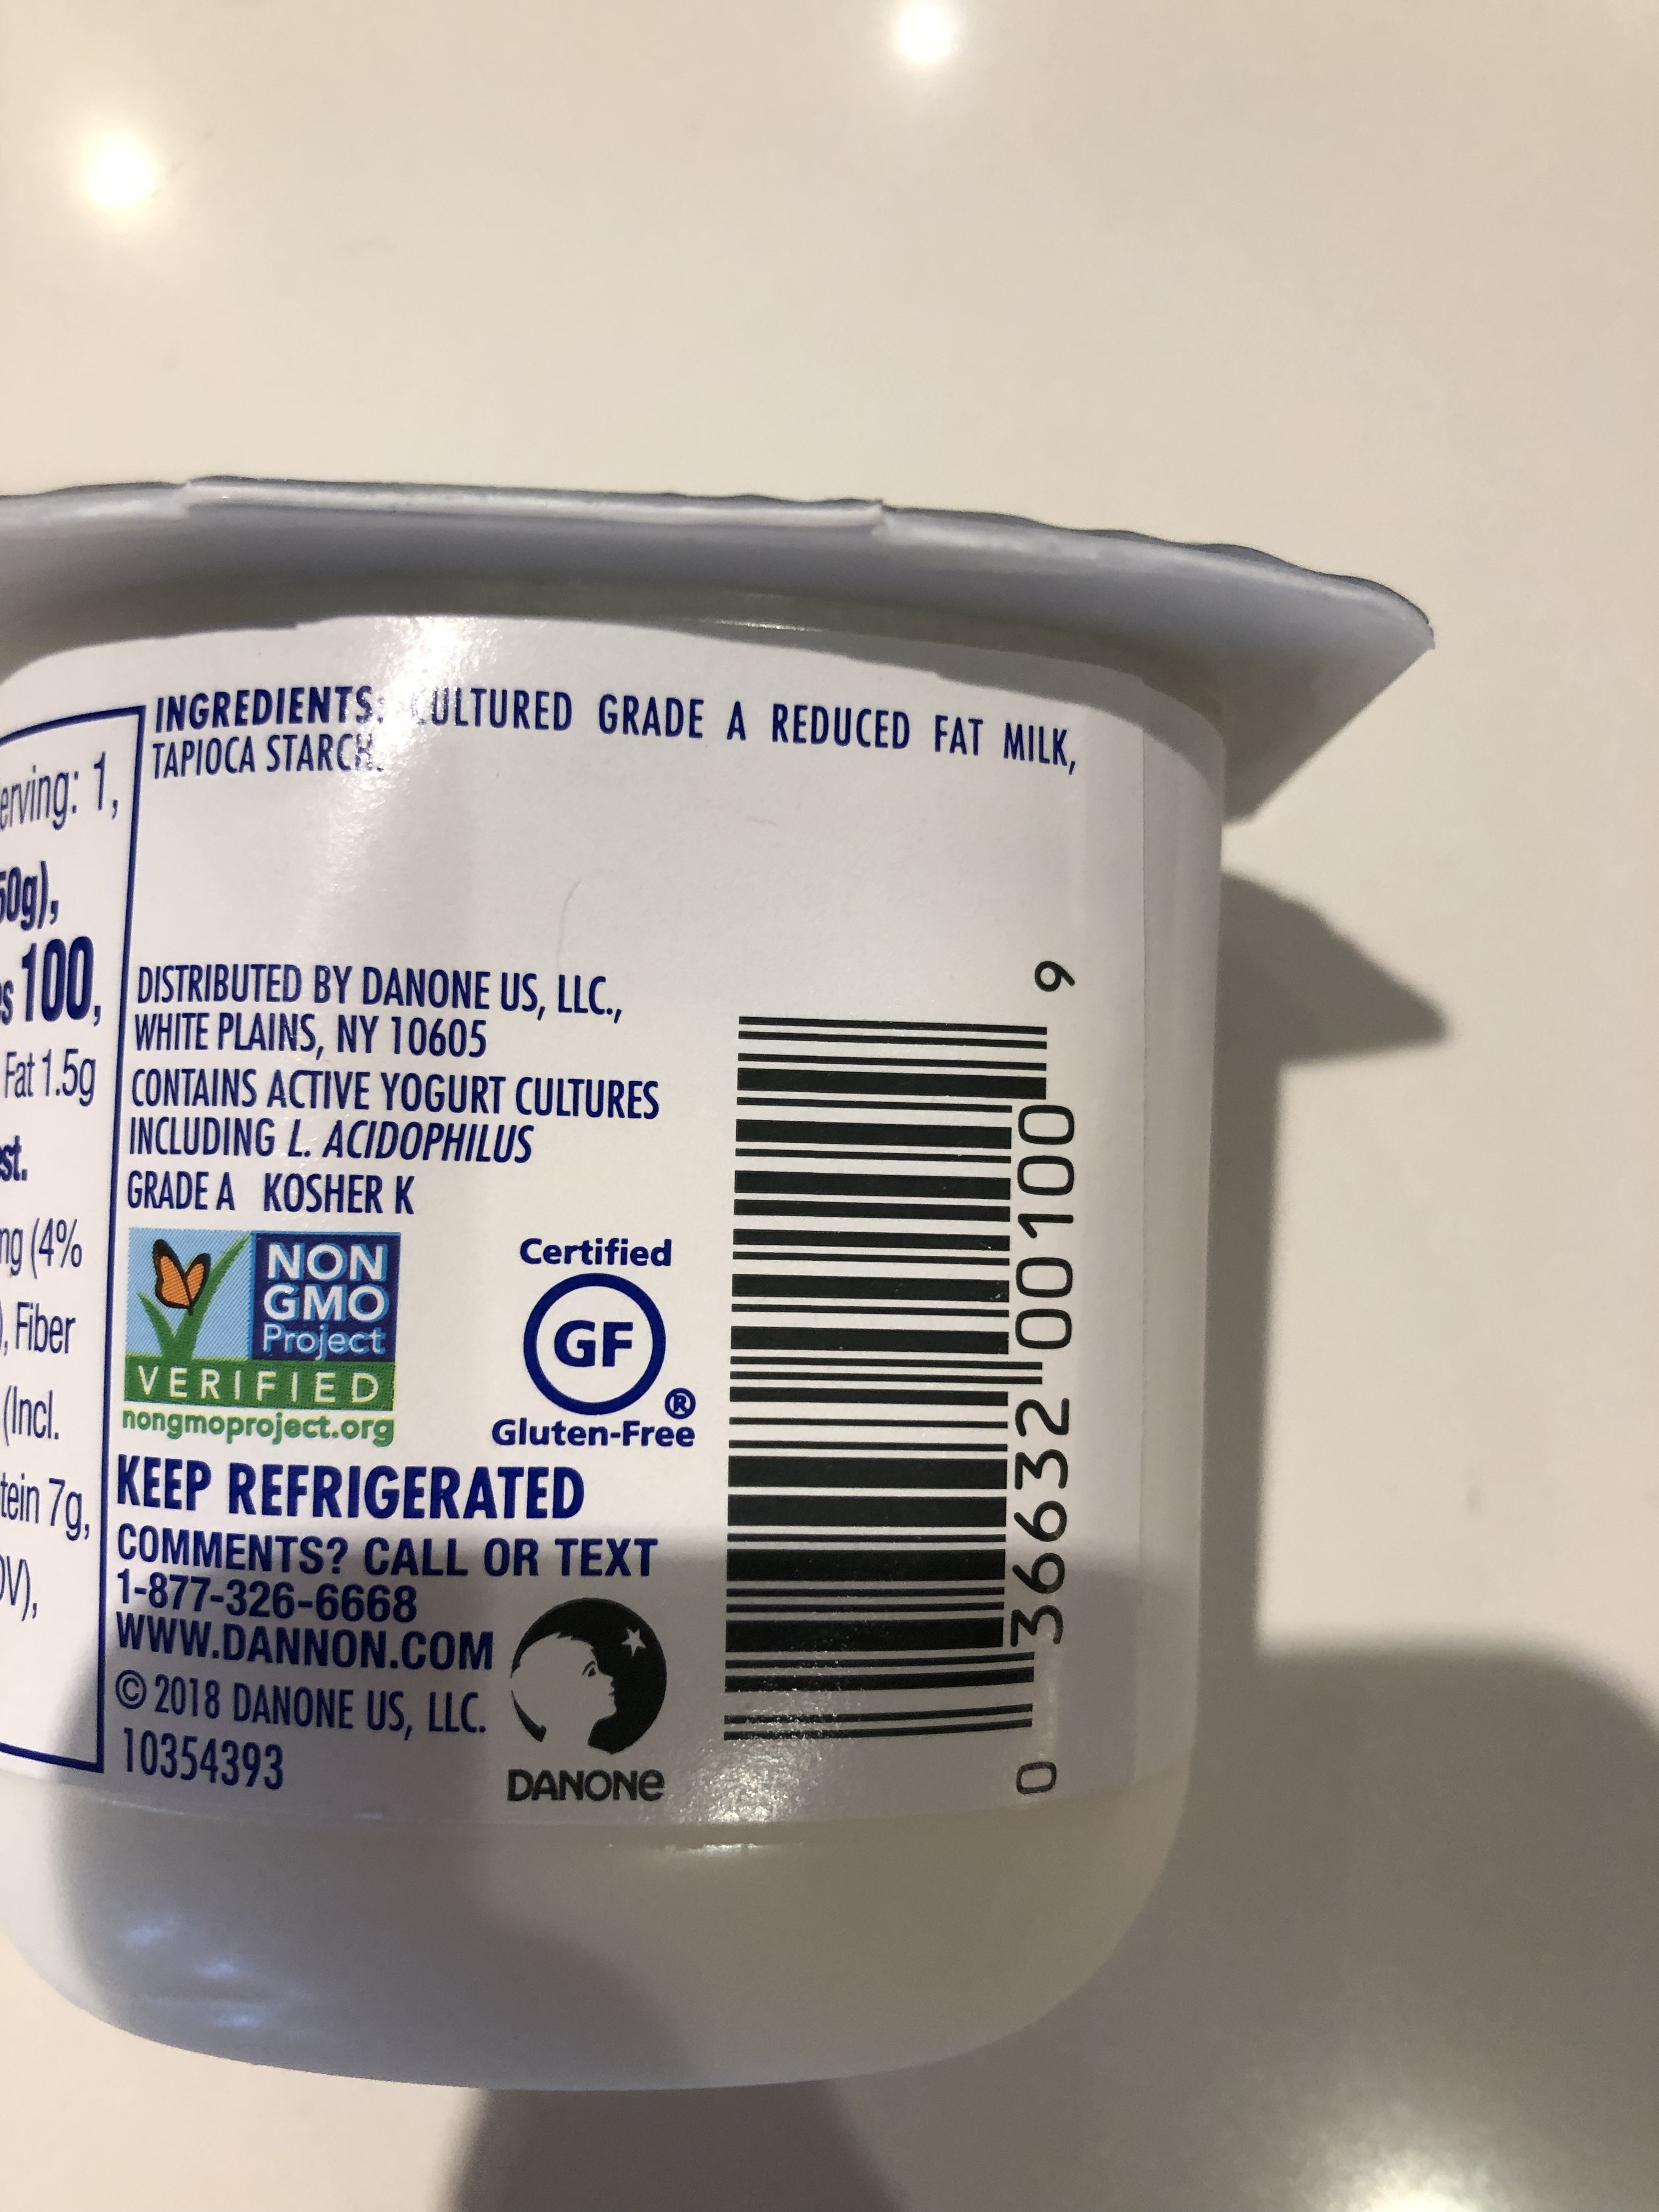 erving: 1,
50g),
100,
Fat 1.5g
st.
mg (4%
, Fiber
(Incl.
tein 7g,
DV),
INGREDIENTS: CULTURED GRADE A REDUCED FAT MILK,
TAPIOCA STARCH.
DISTRIBUTED BY DANONE US, LLC.,
WHITE PLAINS, NY 10605
CONTAINS ACTIVE YOGURT CULTURES
INCLUDING L. ACIDOPHILUS
GRADE A KOSHER K
NON
GMO
Project
VERIFIED
nongmoproject.org
Certified
GF
®
Gluten-Free
KEEP REFRIGERATED
COMMENTS? CALL OR TEXT
1-877-326-6668
WWW.DANNON.COM
© 2018 DANONE US, LLC.
10354393
DANONe
0 36632 00100 9